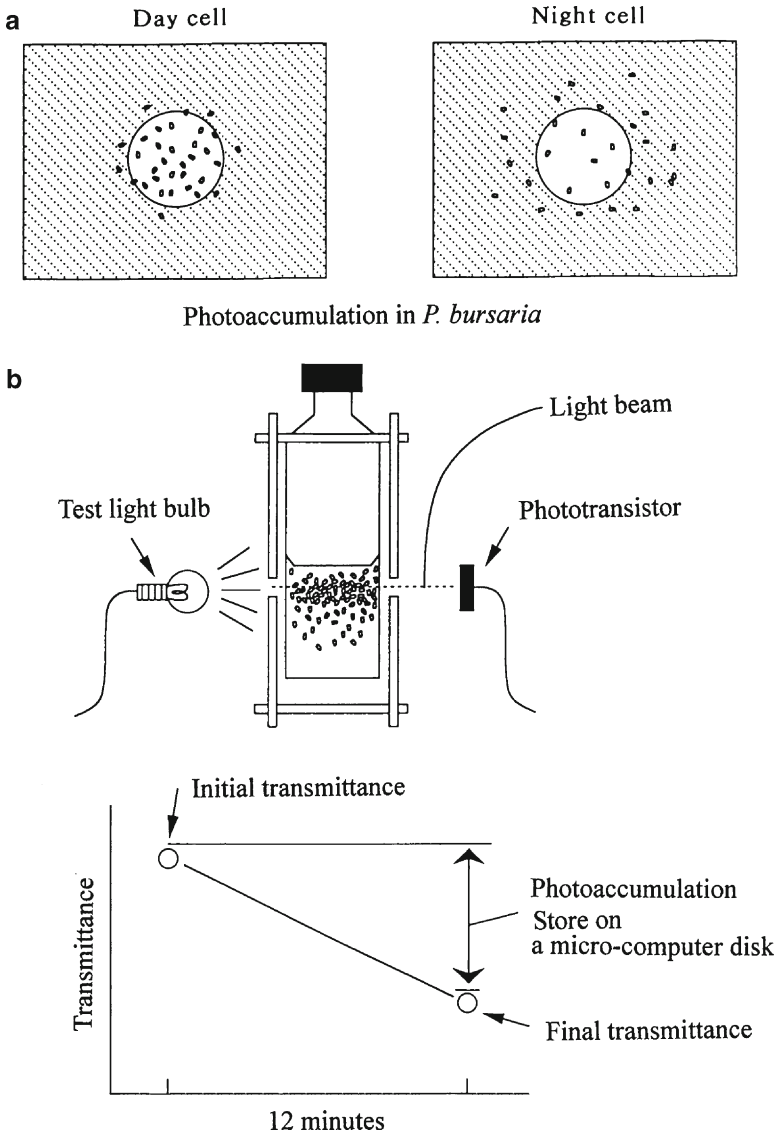 a
Day cell
Night cell
Photoaccumulation in P. bursaria
b
Light beam
Test light bulb
Phototransistor
Initial transmittance
Transmittance
Photoaccumulation
Store on
a micro-computer disk
Final transmittance
12 minutes